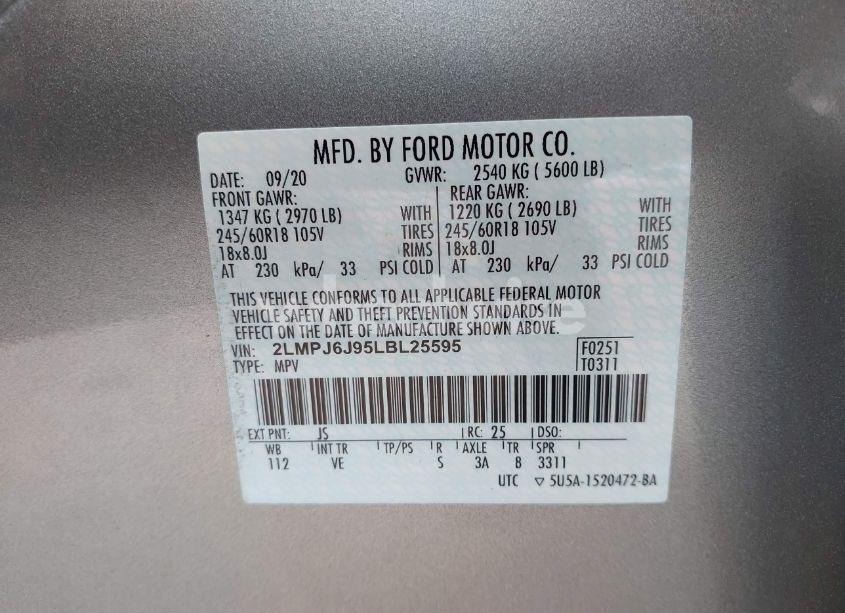 MFD. BY FORD MOTOR CO.
DATE: 09/20 GVWR: 2540 KG ( 5600 LB)
FRONT GAWR: REAR GAWR:
1347 KG ( 2970 LB) WITH 1220 KG ( 2690 LB) WITH
245/60R18 105V TIRES 245/60R18 105V TIRES
18x8.0J RIMS 18x8.0J RIMS
AT 230 kPa/ 33 PSI COLD AT 230 kPa/ 33 PSI COLD
THIS VEHICLE CONFORMS TO ALL APPLICABLE FEDERAL MOTOR
VEHICLE SAFETY AND THEFT PREVENTION STANDARDS IN
EFFECT ON THE DATE OF MANUFACTURE SHOWN ABOVE.
VIN: 2LMPJ6J95LBL25595 F0251
TYPE: MPV T0311
EXT PNT: JS RC: 25 DSO:
WB INT TR TP/PS R AXLE TR SPR
112 VE S 3A 8 3311
UTC ▽ 5U5A-1520472-BA